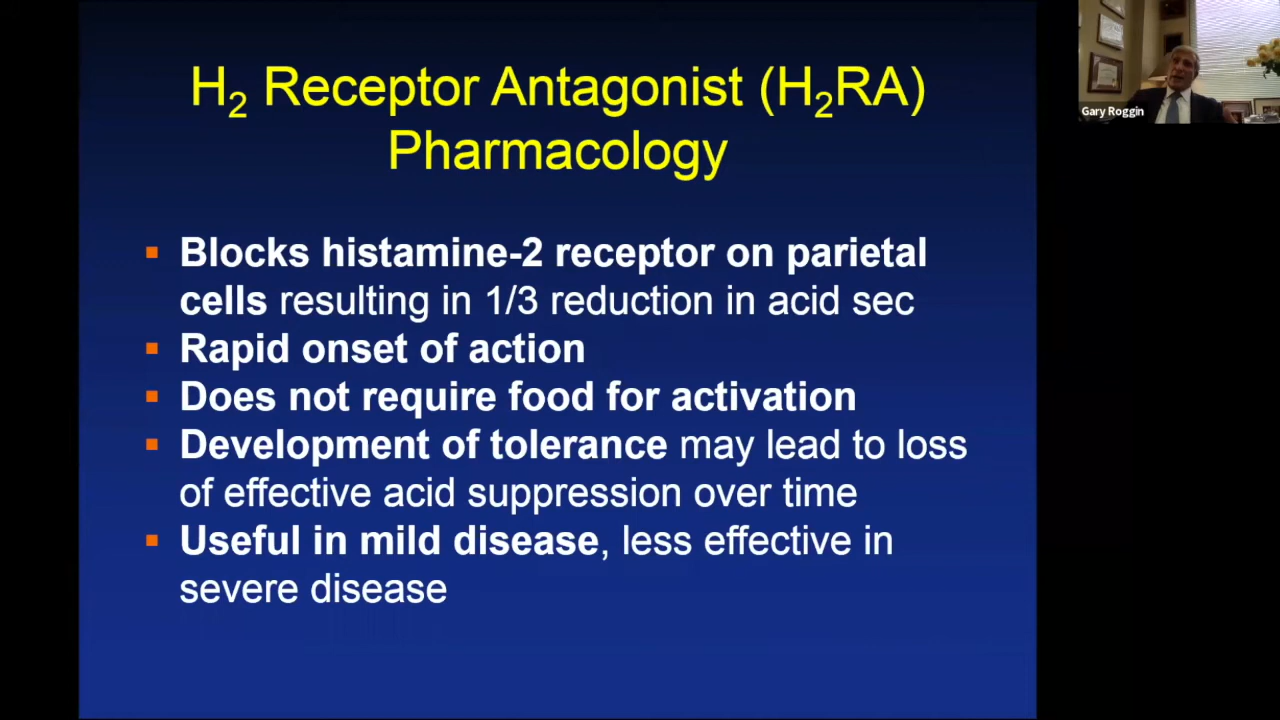 H2 Receptor Antagonist (H2RA)
Pharmacology
▪ Blocks histamine-2 receptor on parietal
cells resulting in 1/3 reduction in acid sec
▪ Rapid onset of action
▪ Does not require food for activation
▪ Development of tolerance may lead to loss
of effective acid suppression over time
▪ Useful in mild disease, less effective in
severe disease
Gary Roggin